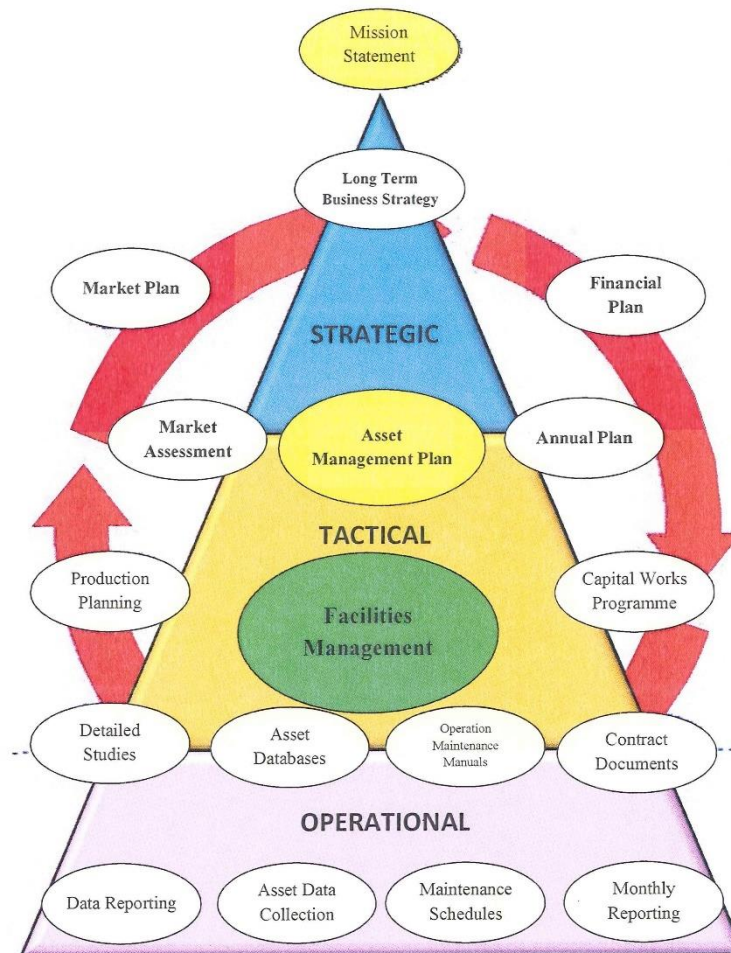 Mission
Statement
Long Term
Business Strategy
Market Plan
Financial
Plan
STRATEGIC
Market
Assessment
Asset
Management Plan
Annual Plan
TACTICAL
Production
Planning
Capital Works
Programme
Facilities
Management
Detailed
Studies
Asset
Databases
Operation
Maintenance
Manuals
Contract
Documents
OPERATIONAL
Data Reporting
Asset Data
Collection
Maintenance
Schedules
Monthly
Reporting